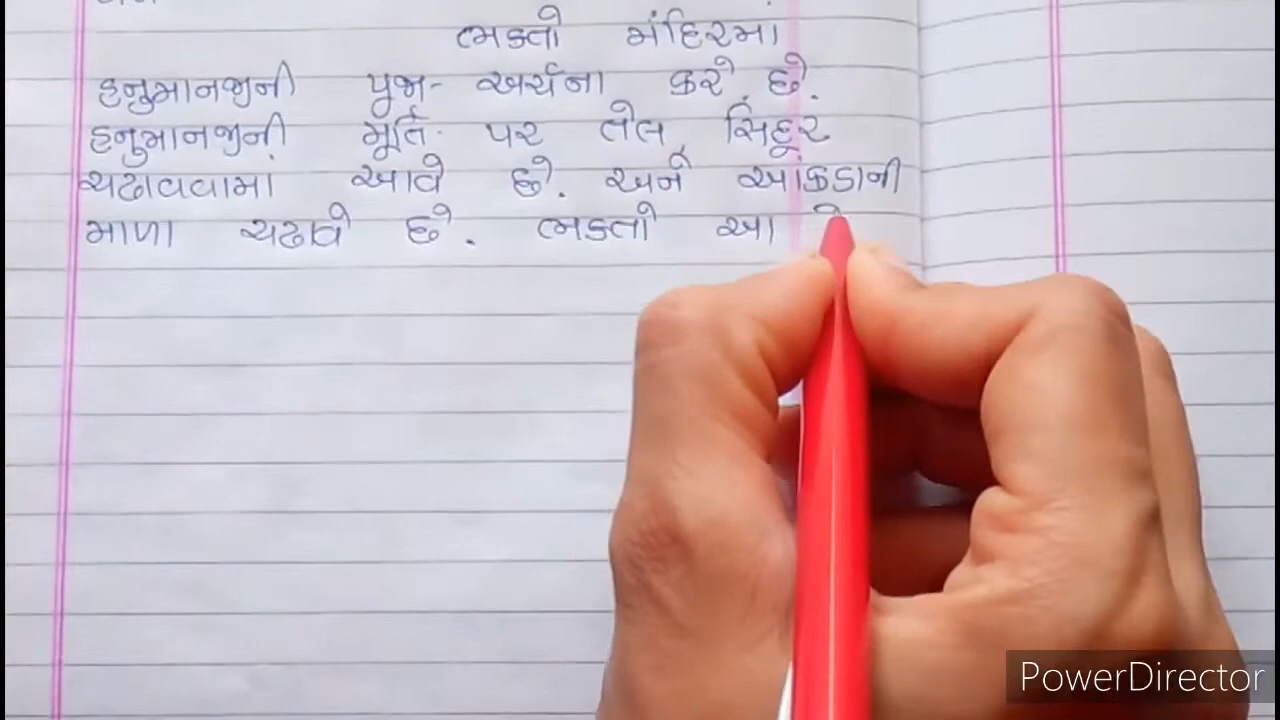 ભક્તો મંદિરમાં
હનુમાનજીની પૂજા- અર્ચના કરે છે.
હનુમાનજીની મૂર્તિ પર તેલ, સિંદૂર
ચઢાવવામાં આવે છે. અને આંકડાની
માળા ચઢાવે છે. ભક્તો આ
PowerDirector